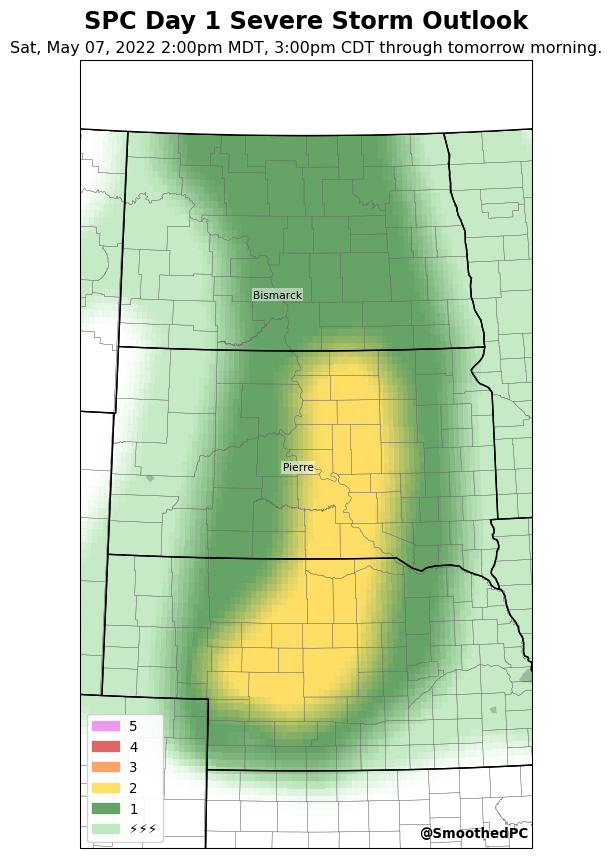 SPC Day 1 Severe Storm Outlook
Sat, May 07, 2022 2:00pm MDT, 3:00pm CDT through tomorrow morning.
Bismarck
Pierre
5
4
3
2
1
⚡⚡⚡
@SmoothedPC